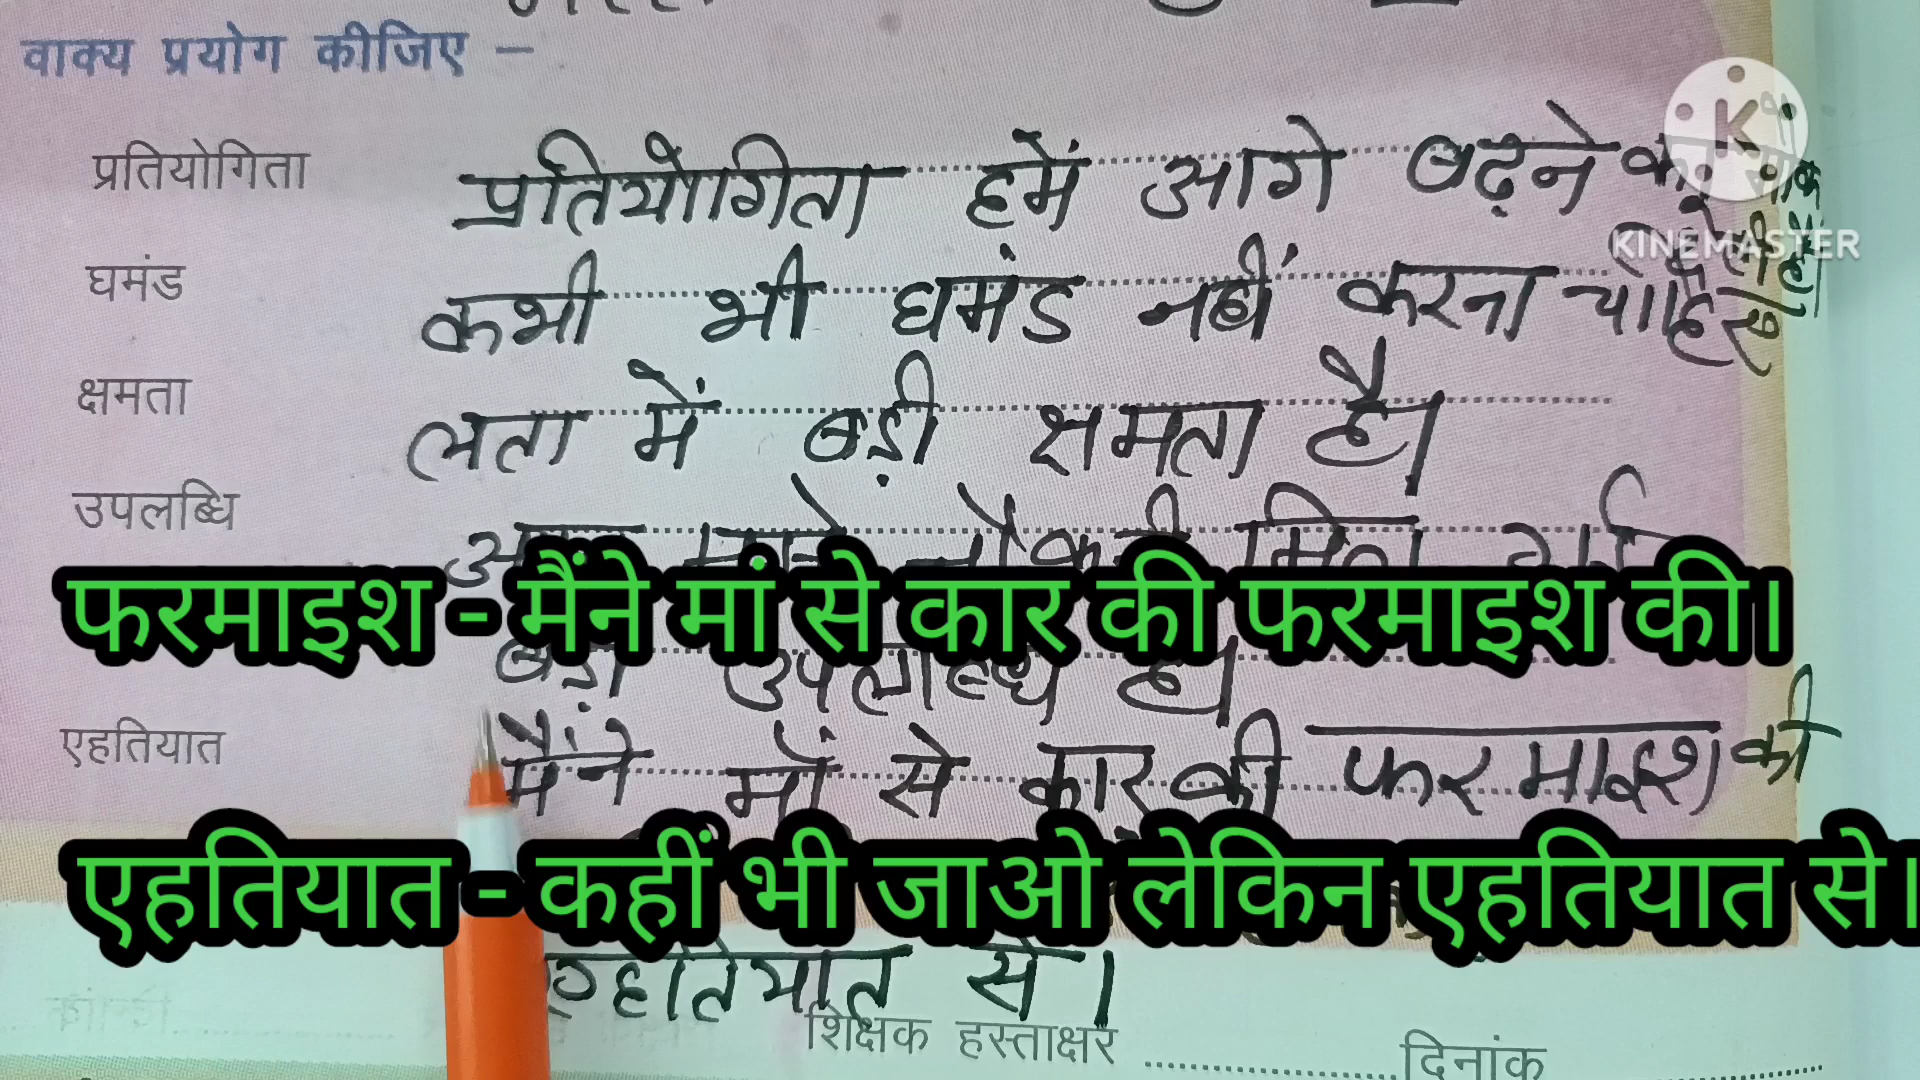 वाक्य प्रयोग कीजिए –
प्रतियोगिता प्रतियोगिता हमें आगे बढ़ने
KINEMASTER
घमंड कभी भी घमंड नहीं करना चाहिए
क्षमता लता में बड़ी क्षमता है।
उपलब्धि
फरमाइश - मैंने मां से कार की फरमाइश की।
बड़ी उपलब्धि है।
एहतियात मैंने माँ से कार की फरमाइश की
एहतियात - कहीं भी जाओ लेकिन एहतियात से।
एहतियात से।
शिक्षक हस्ताक्षर ..................दिनांक ..................